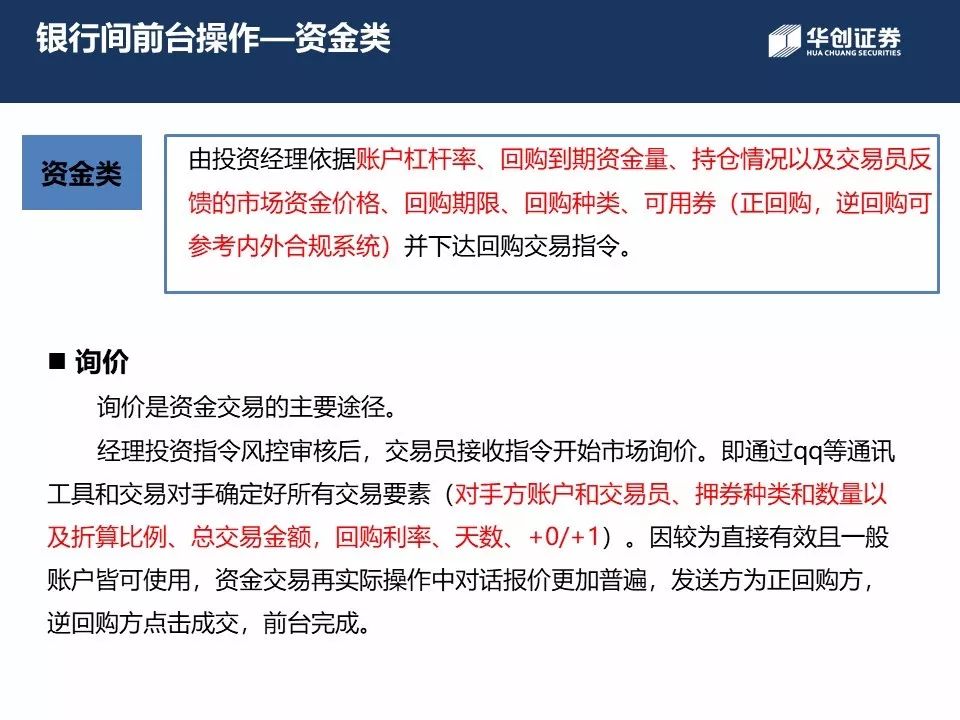 银行间前台操作—资金类
华创证券
HUA CHUANG SECURITIES
资金类
由投资经理依据账户杠杆率、回购到期资金量、持仓情况以及交易员反
馈的市场资金价格、回购期限、回购种类、可用券（正回购，逆回购可
参考内外合规系统）并下达回购交易指令。
■ 询价
询价是资金交易的主要途径。
经理投资指令风控审核后，交易员接收指令开始市场询价。即通过qq等通讯
工具和交易对手确定好所有交易要素（对手方账户和交易员、押券种类和数量以
及折算比例、总交易金额，回购利率、天数、+0/+1）。因较为直接有效且一般
账户皆可使用，资金交易再实际操作中对话报价更加普遍，发送方为正回购方，
逆回购方点击成交，前台完成。